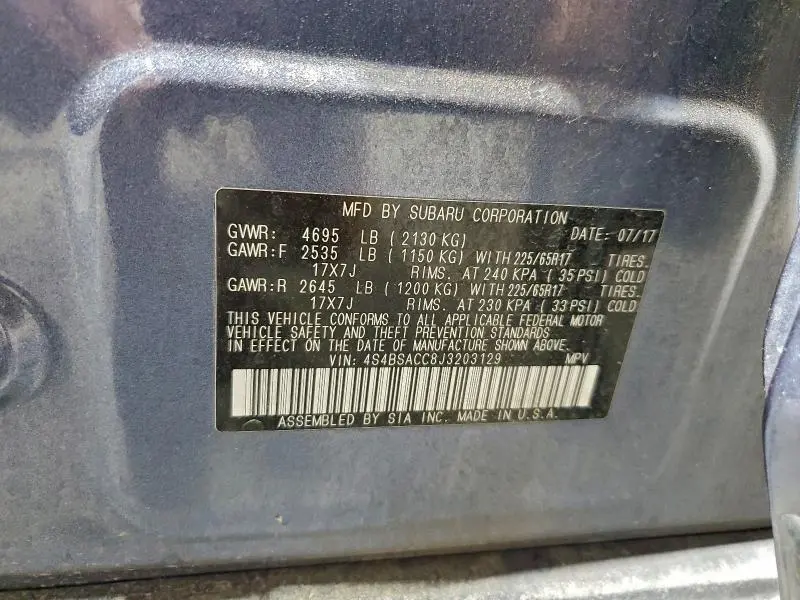 MFD BY SUBARU CORPORATION
GVWR: 4695 LB ( 2130 KG) DATE: 07/17
GAWR:F 2535 LB ( 1150 KG) WITH 225/65R17 TIRES.
17X7J RIMS. AT 240 KPA ( 35 PSI) COLD
GAWR:R 2645 LB ( 1200 KG) WITH 225/65R17 TIRES.
17X7J RIMS. AT 230 KPA ( 33 PSI) COLD
THIS VEHICLE CONFORMS TO ALL APPLICABLE FEDERAL MOTOR
VEHICLE SAFETY AND THEFT PREVENTION STANDARDS
IN EFFECT ON THE DATE OF MANUFACTURE SHOWN ABOVE.
VIN: 4S4BSACC8J3203129 MPV
ASSEMBLED BY SIA INC. MADE IN U.S.A.